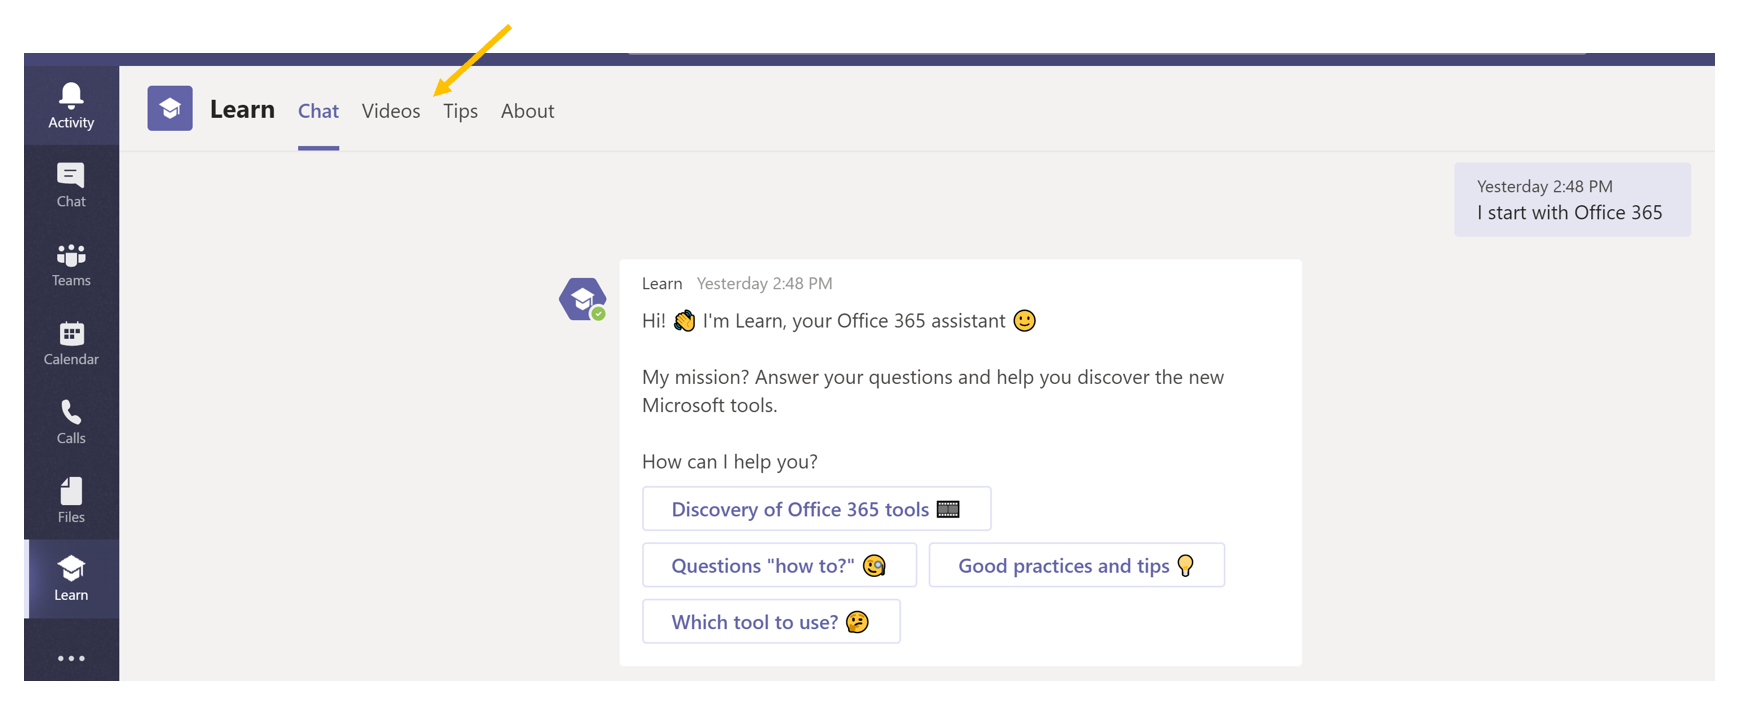 Activity
Chat
Teams
Calendar
Calls
Files
Learn
Learn Chat Videos Tips About
Yesterday 2:48 PM
I start with Office 365
Learn Yesterday 2:48 PM
Hi! 👋 I'm Learn, your Office 365 assistant 🙂
My mission? Answer your questions and help you discover the new
Microsoft tools.
How can I help you?
Discovery of Office 365 tools 🎞️
Questions "how to?" 🧐 Good practices and tips 💡
Which tool to use? 🤔